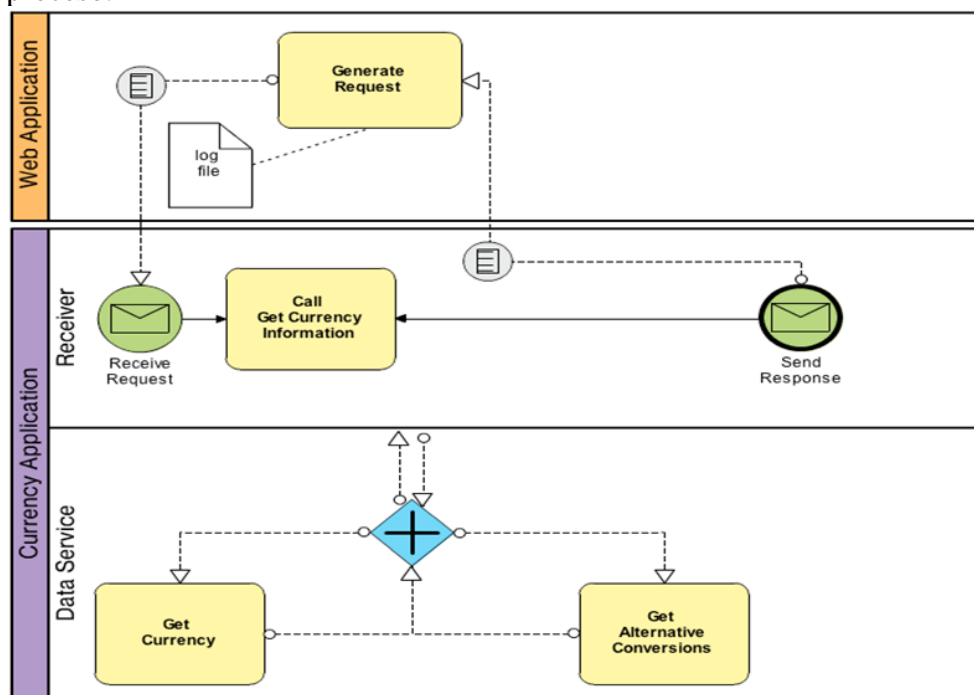 Web Application
Generate
Request
log
file
Currency Application
Receiver
Receive
Request
Call
Get Currency
Information
Send
Response
Data Service
Get
Currency
Get
Alternative
Conversions